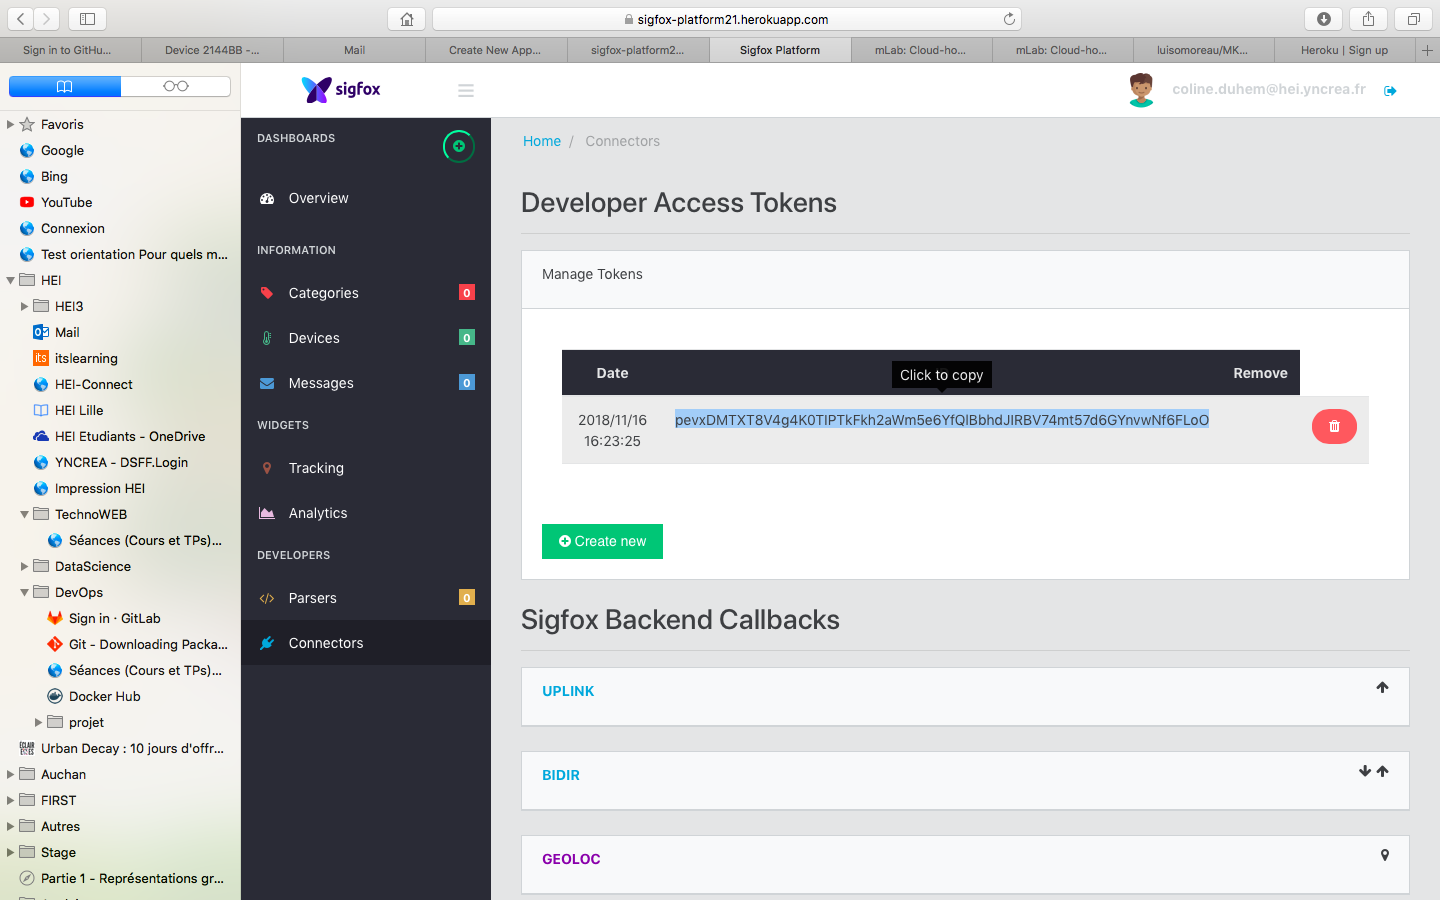 sigfox-platform21.herokuapp.com
Sign in to GitHu...
Device 2144BB -...
Mail
Create New App...
sigfox-platform2...
Sigfox Platform
mLab: Cloud-ho...
mLab: Cloud-ho...
luisomoreau/MK...
Heroku | Sign up
Favoris
Google
Bing
YouTube
Connexion
Test orientation Pour quels m...
HEI
HEI3
Mail
its itslearning
HEI-Connect
HEI Lille
HEI Etudiants - OneDrive
YNCREA - DSFF.Login
Impression HEI
TechnoWEB
Séances (Cours et TPs)...
DataScience
DevOps
Sign in · GitLab
Git - Downloading Packa...
Séances (Cours et TPs)...
Docker Hub
projet
Urban Decay : 10 jours d'offr...
Auchan
FIRST
Autres
Stage
Partie 1 - Représentations gr...
sigfox
coline.duhem@hei.yncrea.fr
DASHBOARDS
Overview
INFORMATION
Categories 0
Devices 0
Messages 0
WIDGETS
Tracking
Analytics
DEVELOPERS
Parsers 0
Connectors
Home / Connectors
Developer Access Tokens
Manage Tokens
Date
Click to copy
Remove
2018/11/16
16:23:25
pevxDMTXT8V4g4K0TIPTkFkh2aWm5e6YfQIBbhdJIRBV74mt57d6GYnvwNf6FLoO
Create new
Sigfox Backend Callbacks
UPLINK
BIDIR
GEOLOC